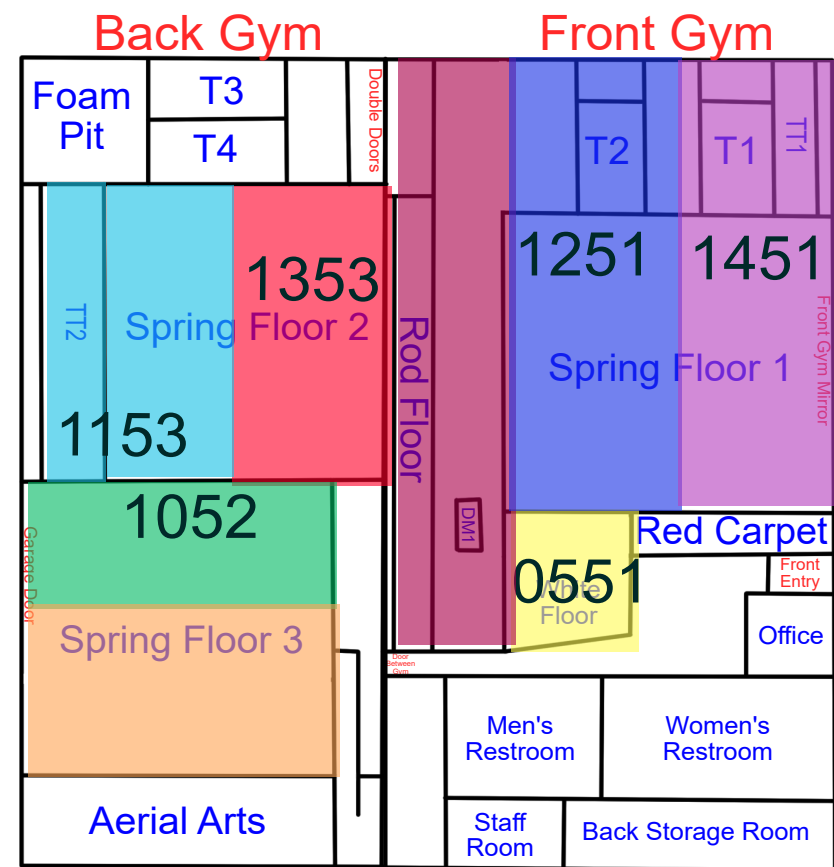 Back Gym
Front Gym
Foam
Pit
T3
T4
Double Doors
T2
T1
TT1
1353
1251
1451
TT2
Spring Floor 2
Rod Floor
Spring Floor 1
Front Gym Mirror
1153
1052
DM1
Red Carpet
Garage Door
0551
White
Floor
Front
Entry
Spring Floor 3
Office
Door
Between
Gym
Men's
Restroom
Women's
Restroom
Aerial Arts
Staff
Room
Back Storage Room